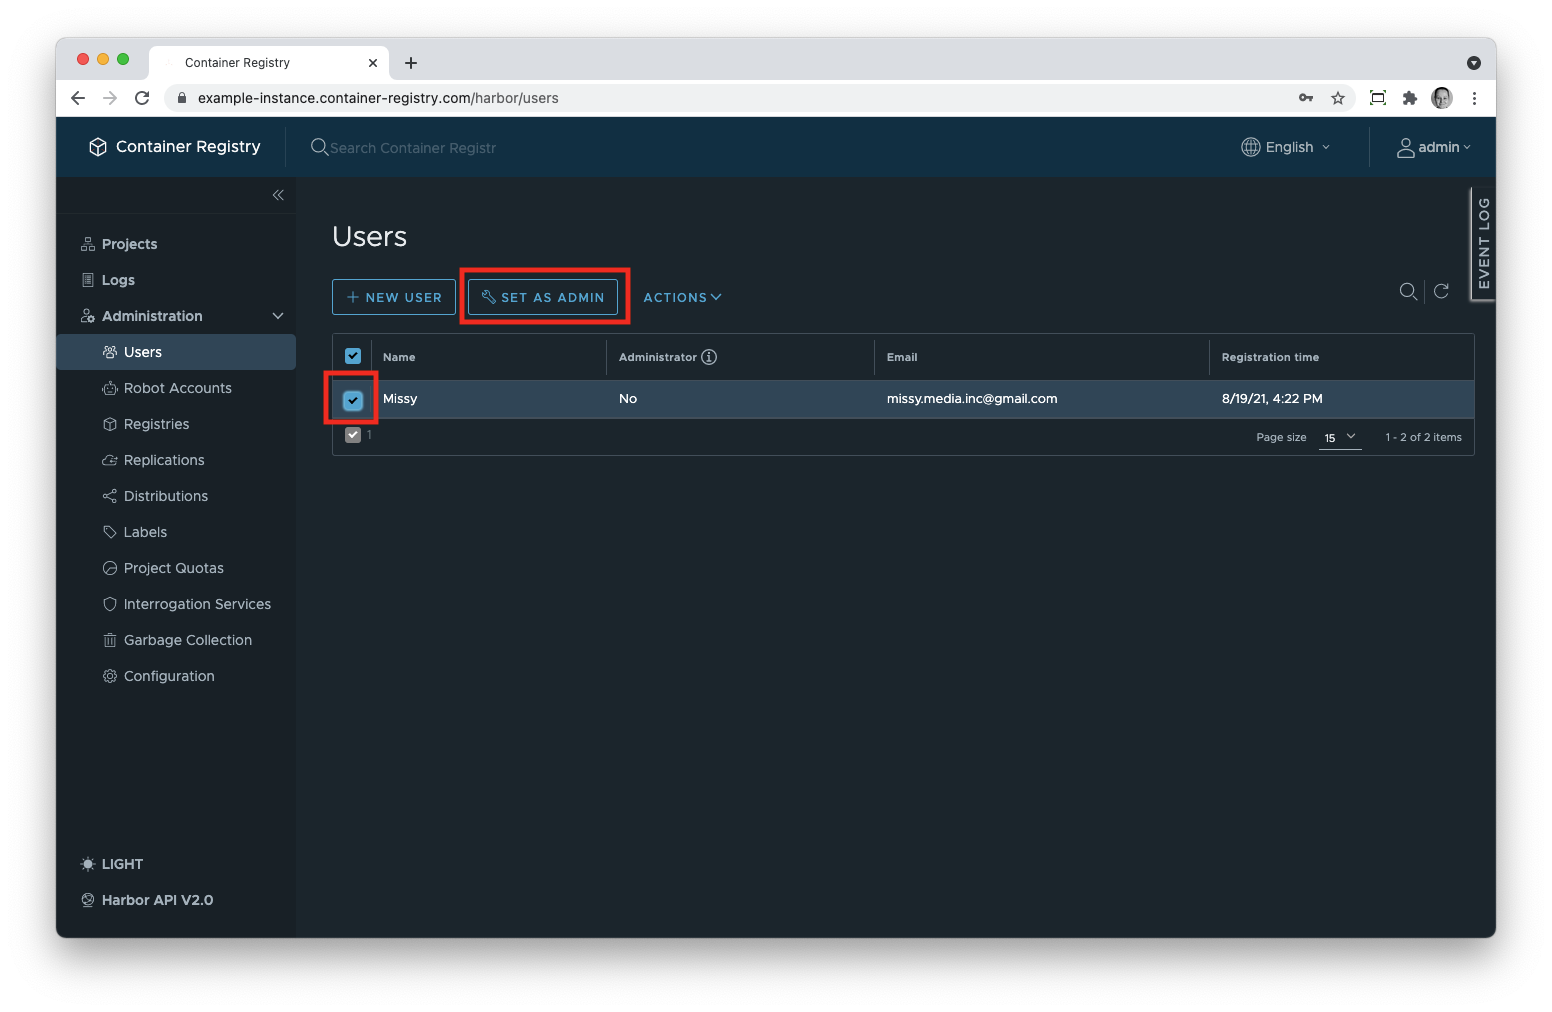 Container Registry
example-instance.container-registry.com/harbor/users
Container Registry
Search Container Registr
English
admin
EVENT LOG
Projects
Logs
Administration
Users
Robot Accounts
Registries
Replications
Distributions
Labels
Project Quotas
Interrogation Services
Garbage Collection
Configuration
LIGHT
Harbor API V2.0
Users
+ NEW USER
SET AS ADMIN
ACTIONS
Name Administrator Email Registration time
Missy No missy.media.inc@gmail.com 8/19/21, 4:22 PM
1 Page size 15 1 - 2 of 2 items